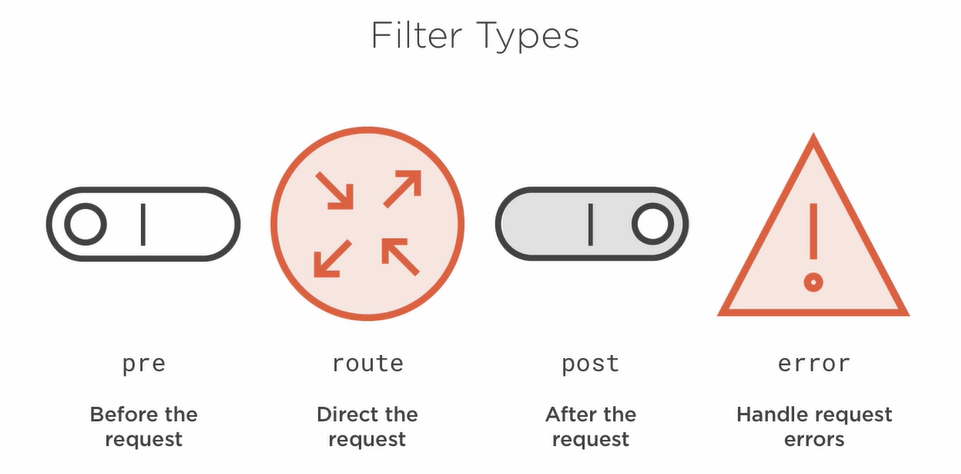 Filter Types
pre
Before the
request
route
Direct the
request
post
After the
request
error
Handle request
errors